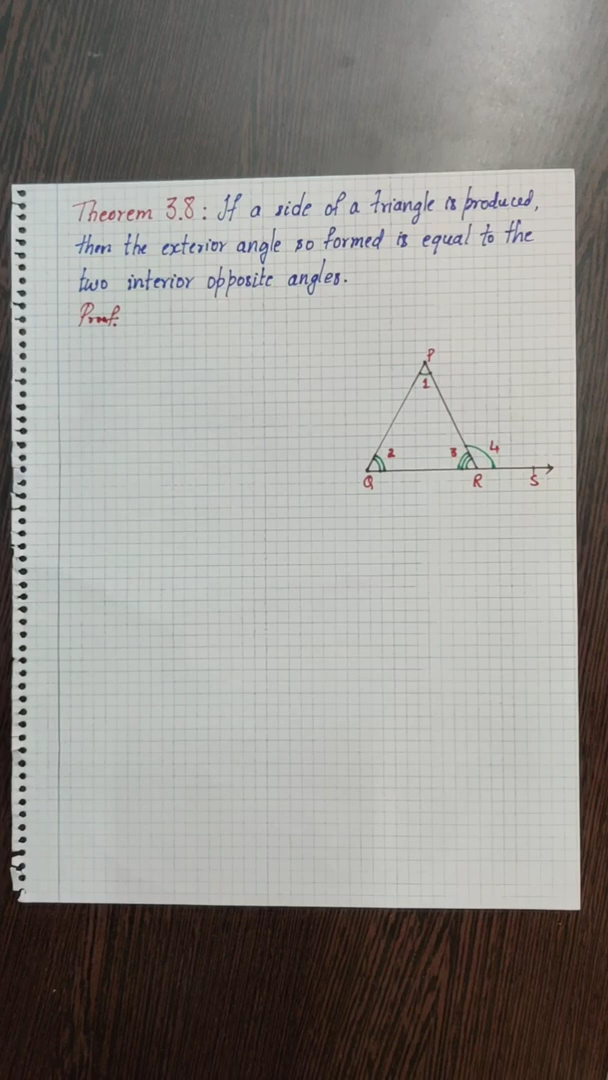 Theorem 3.8: If a side of a triangle is produced,
then the exterior angle so formed is equal to the
two interior opposite angles.
Proof:
P
1
2
3
4
Q
R
S